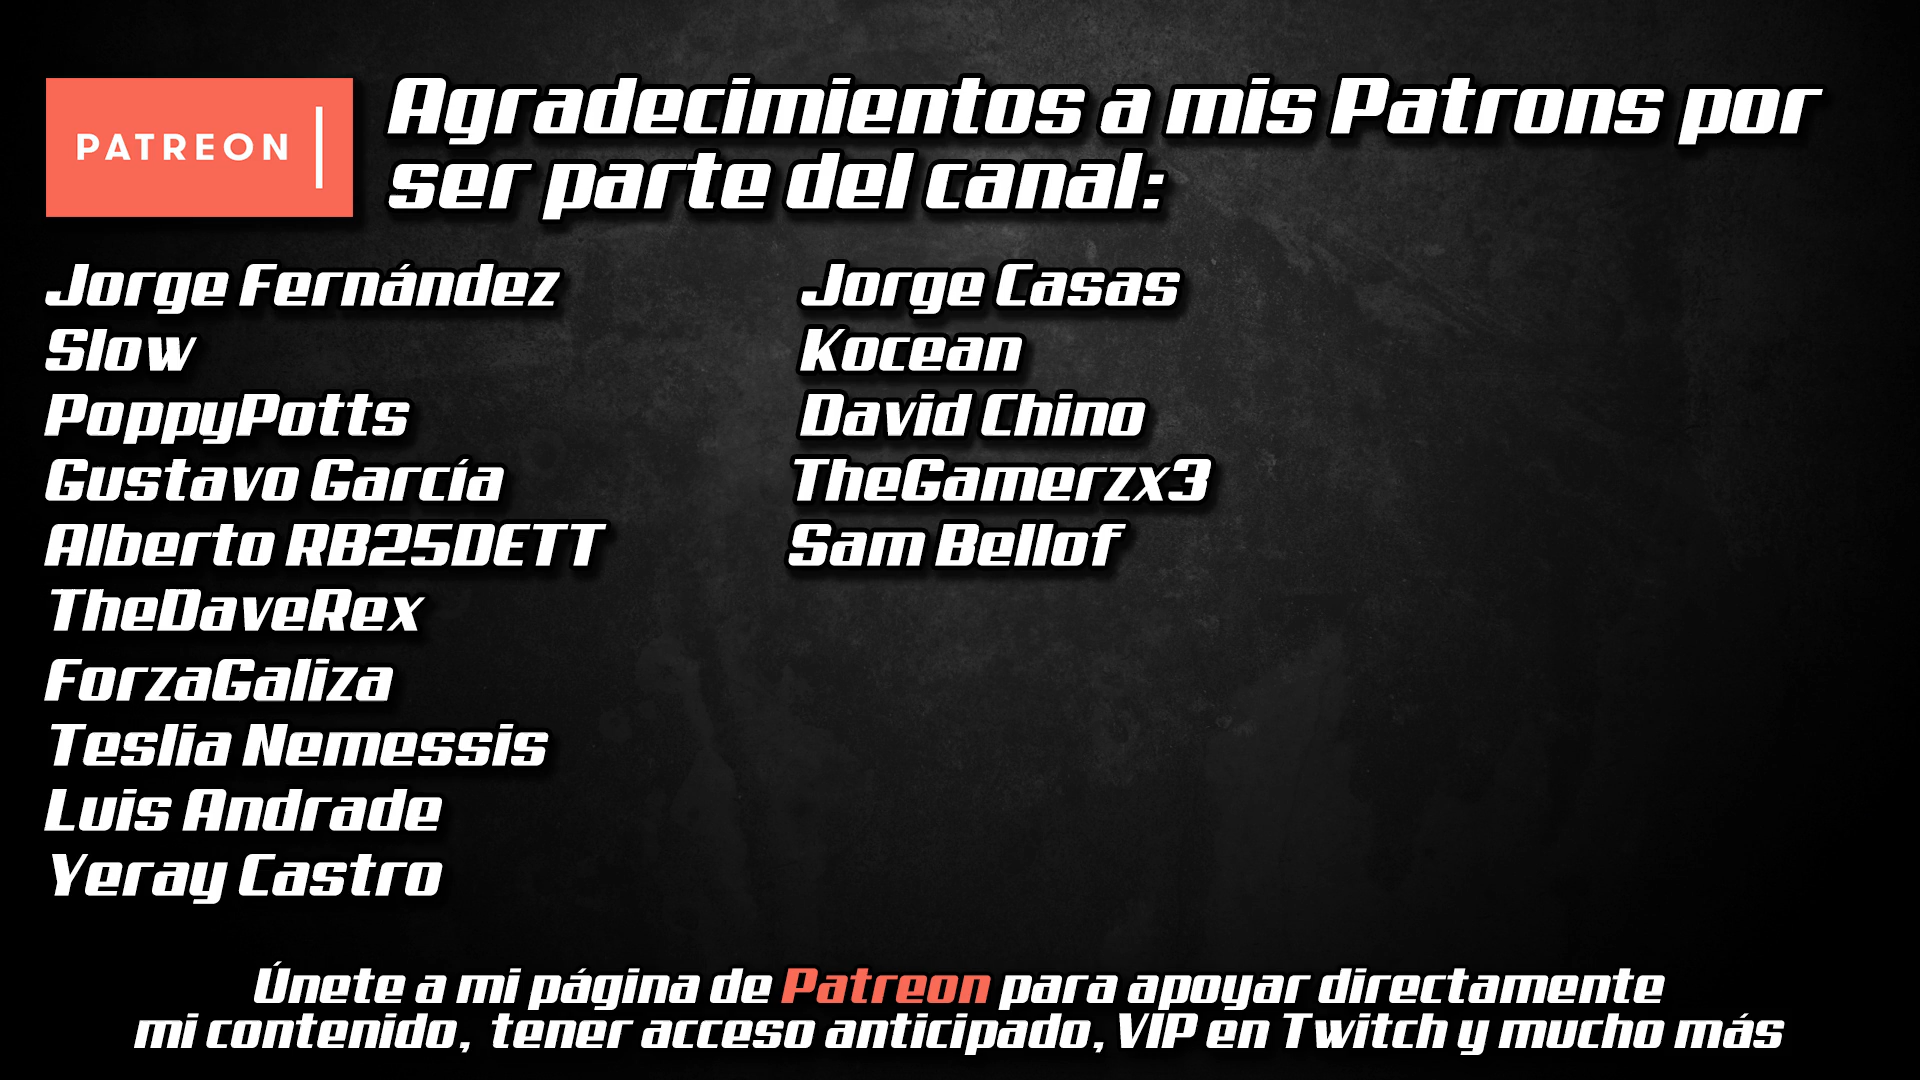 PATREON
Agradecimientos a mis Patrons por
ser parte del canal:
Jorge Fernández
Slow
PoppyPotts
Gustavo García
Alberto RB25DETT
TheDaveRex
ForzaGaliza
Teslia Nemessis
Luis Andrade
Yeray Castro
Jorge Casas
Kocean
David Chino
TheGamerzx3
Sam Bellof
Únete a mi página de Patreon para apoyar directamente
mi contenido, tener acceso anticipado, VIP en Twitch y mucho más